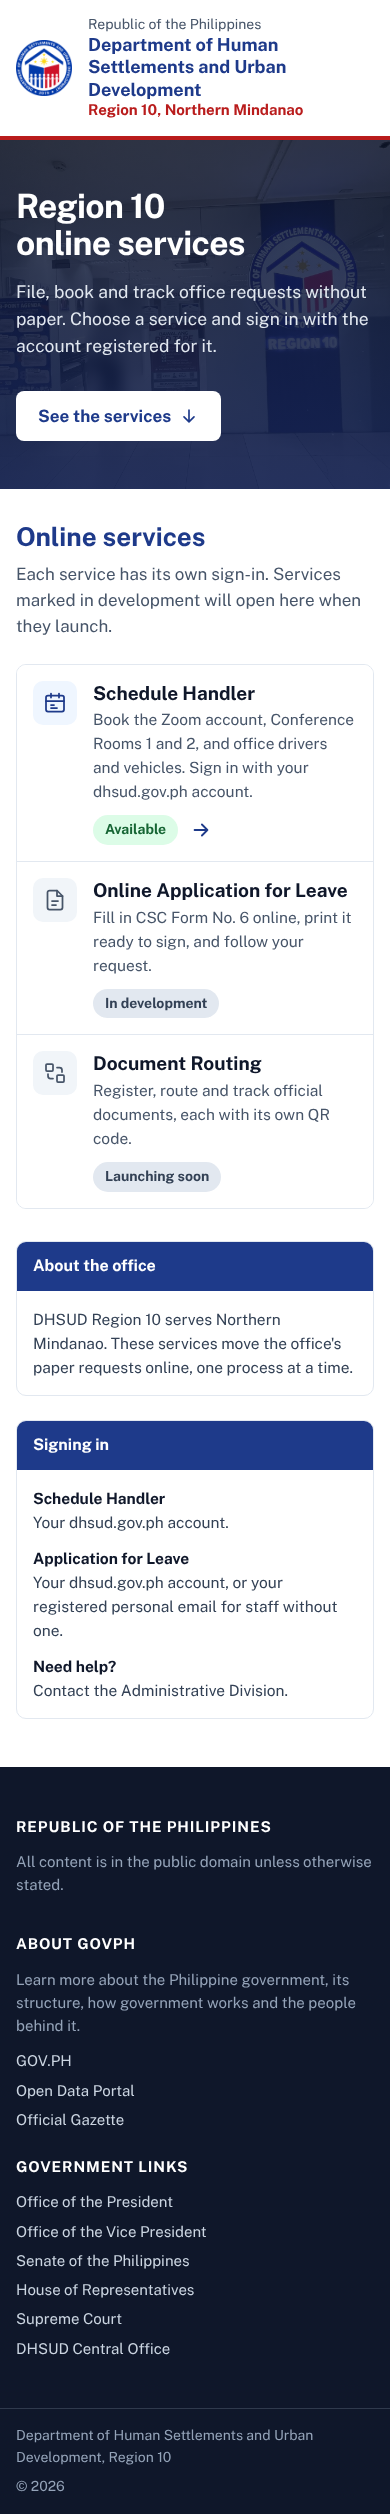 Republic of the Philippines
Department of Human
Settlements and Urban
Development
Region 10, Northern Mindanao
Region 10
online services
File, book and track office requests without
paper. Choose a service and sign in with the
account registered for it.
REGION 10
See the services ↓
Online services
Each service has its own sign-in. Services
marked in development will open here when
they launch.
Schedule Handler
Book the Zoom account, Conference
Rooms 1 and 2, and office drivers
and vehicles. Sign in with your
dhsud.gov.ph account.
Available →
Online Application for Leave
Fill in CSC Form No. 6 online, print it
ready to sign, and follow your
request.
In development
Document Routing
Register, route and track official
documents, each with its own QR
code.
Launching soon
About the office
DHSUD Region 10 serves Northern
Mindanao. These services move the office's
paper requests online, one process at a time.
Signing in
Schedule Handler
Your dhsud.gov.ph account.
Application for Leave
Your dhsud.gov.ph account, or your
registered personal email for staff without
one.
Need help?
Contact the Administrative Division.
REPUBLIC OF THE PHILIPPINES
All content is in the public domain unless otherwise
stated.
ABOUT GOVPH
Learn more about the Philippine government, its
structure, how government works and the people
behind it.
GOV.PH
Open Data Portal
Official Gazette
GOVERNMENT LINKS
Office of the President
Office of the Vice President
Senate of the Philippines
House of Representatives
Supreme Court
DHSUD Central Office
Department of Human Settlements and Urban
Development, Region 10
© 2026